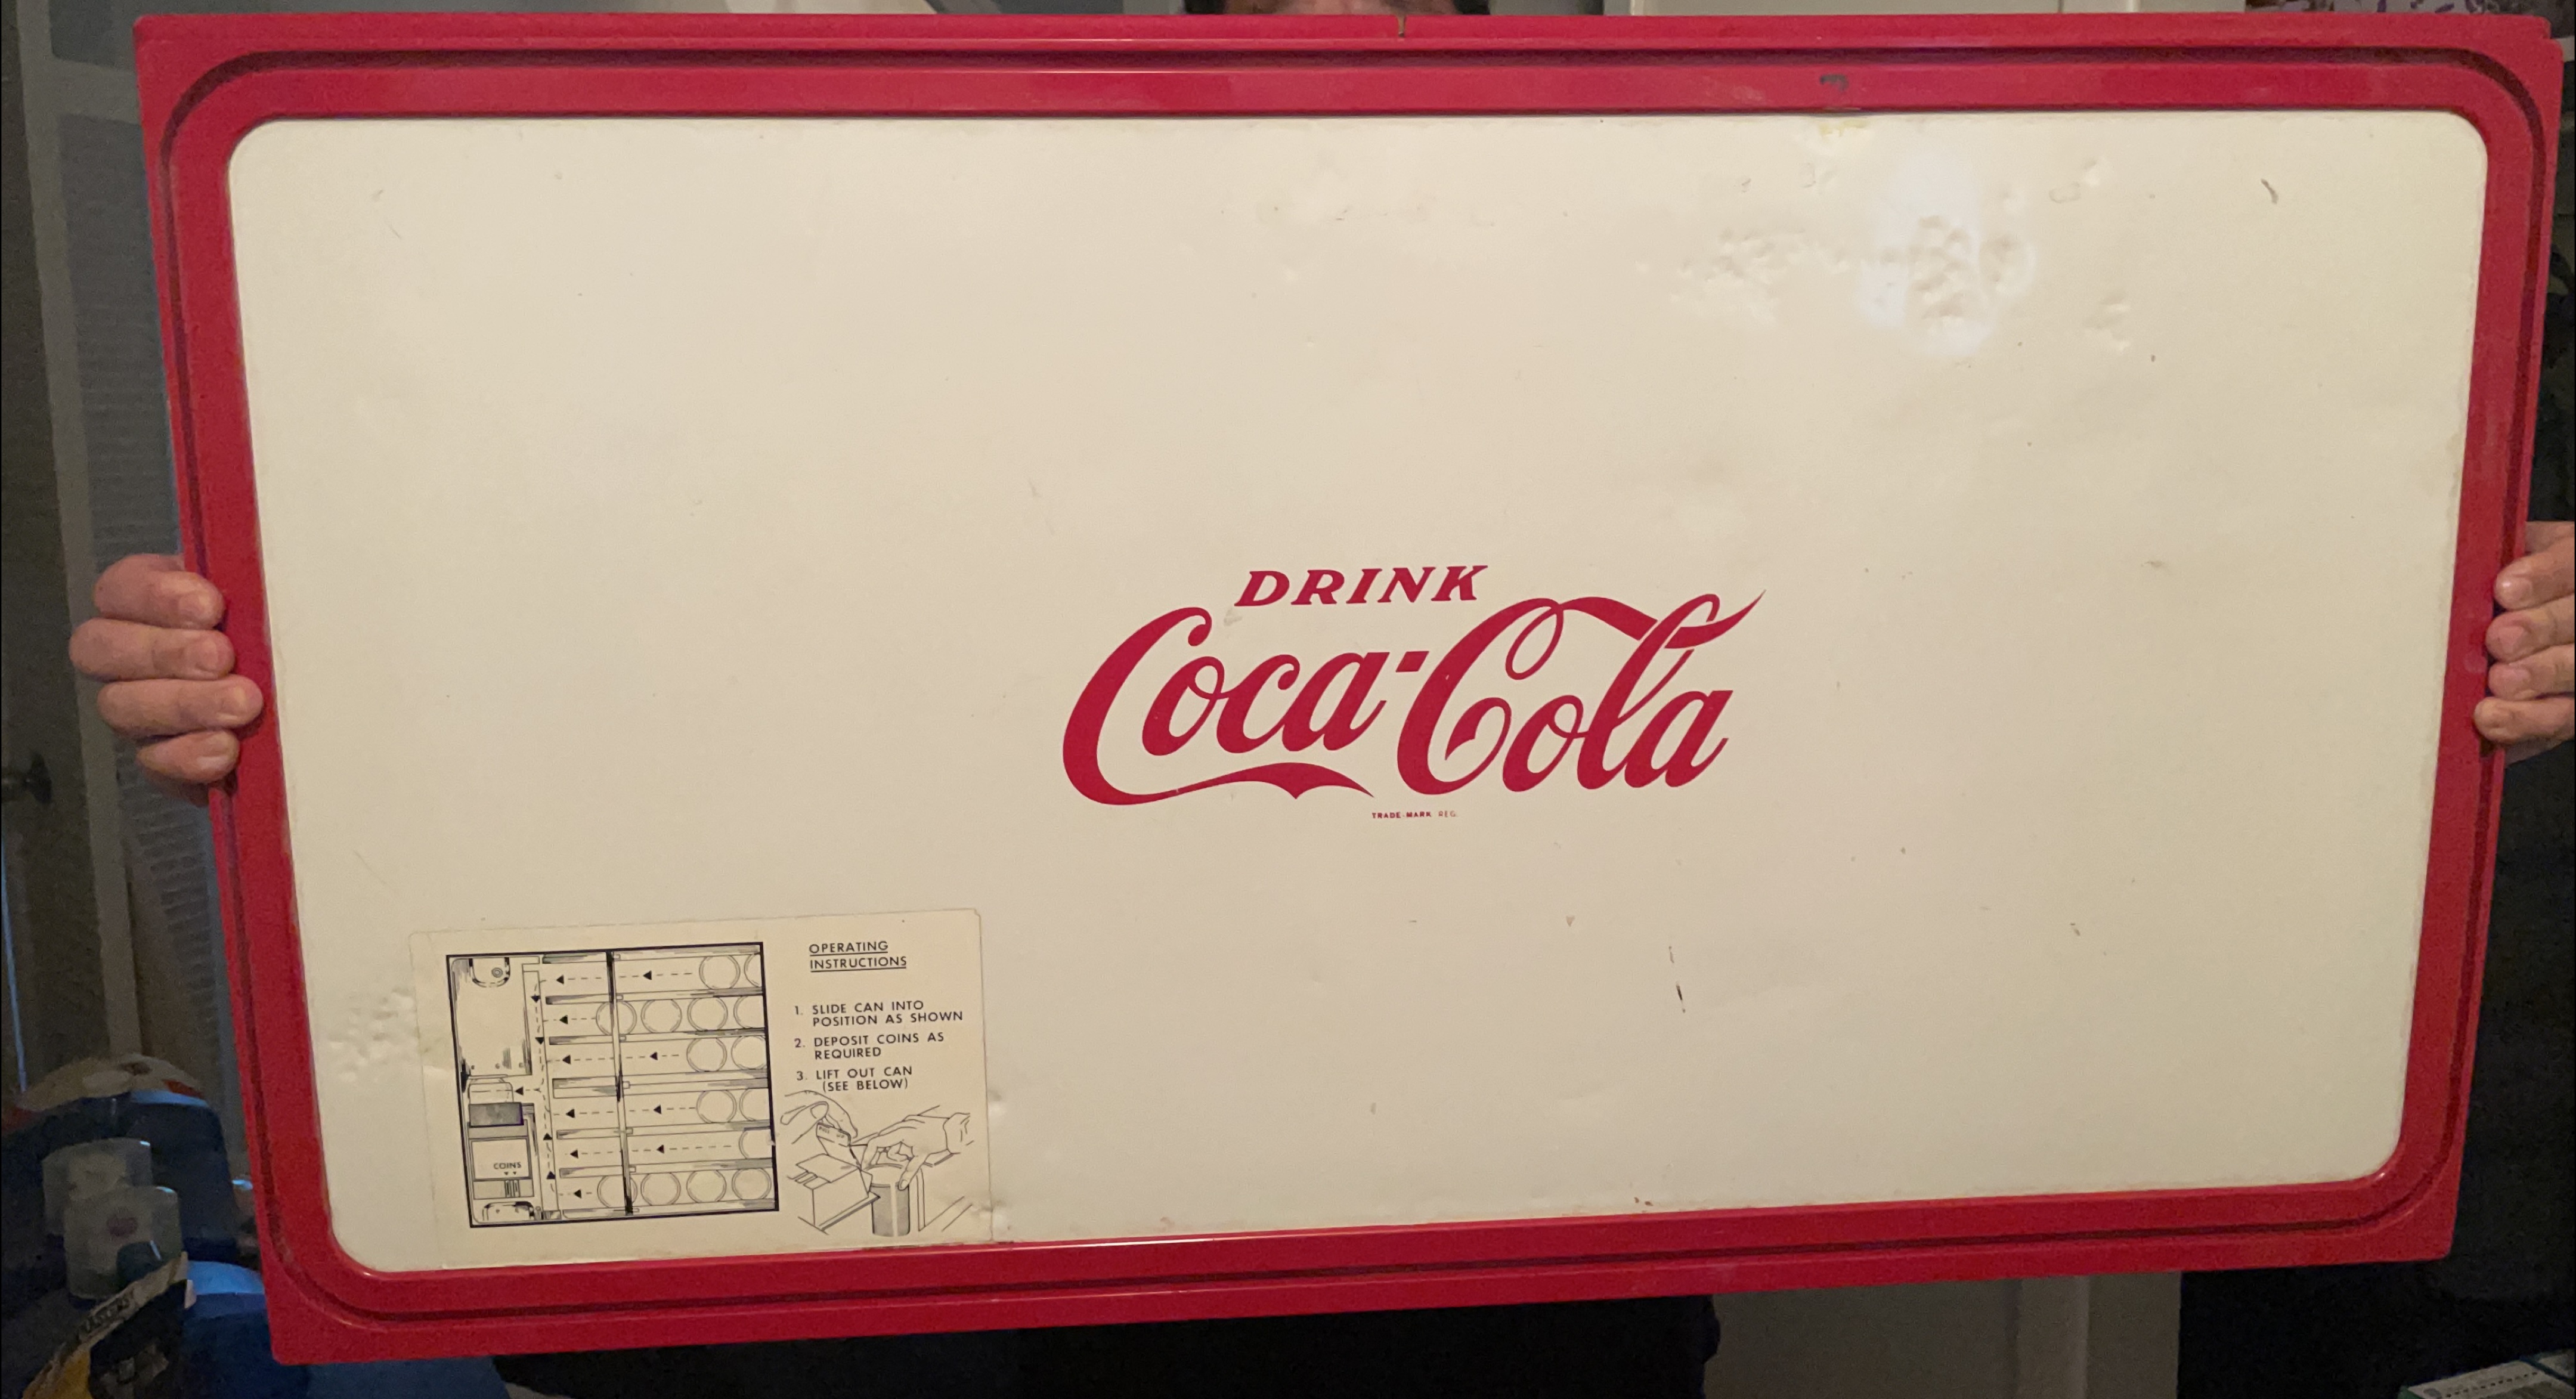 DRINK
Coca-Cola
TRADE-MARK REG.
OPERATING
INSTRUCTIONS
1. SLIDE CAN INTO
POSITION AS SHOWN
2. DEPOSIT COINS AS
REQUIRED
3. LIFT OUT CAN
(SEE BELOW)
COINS